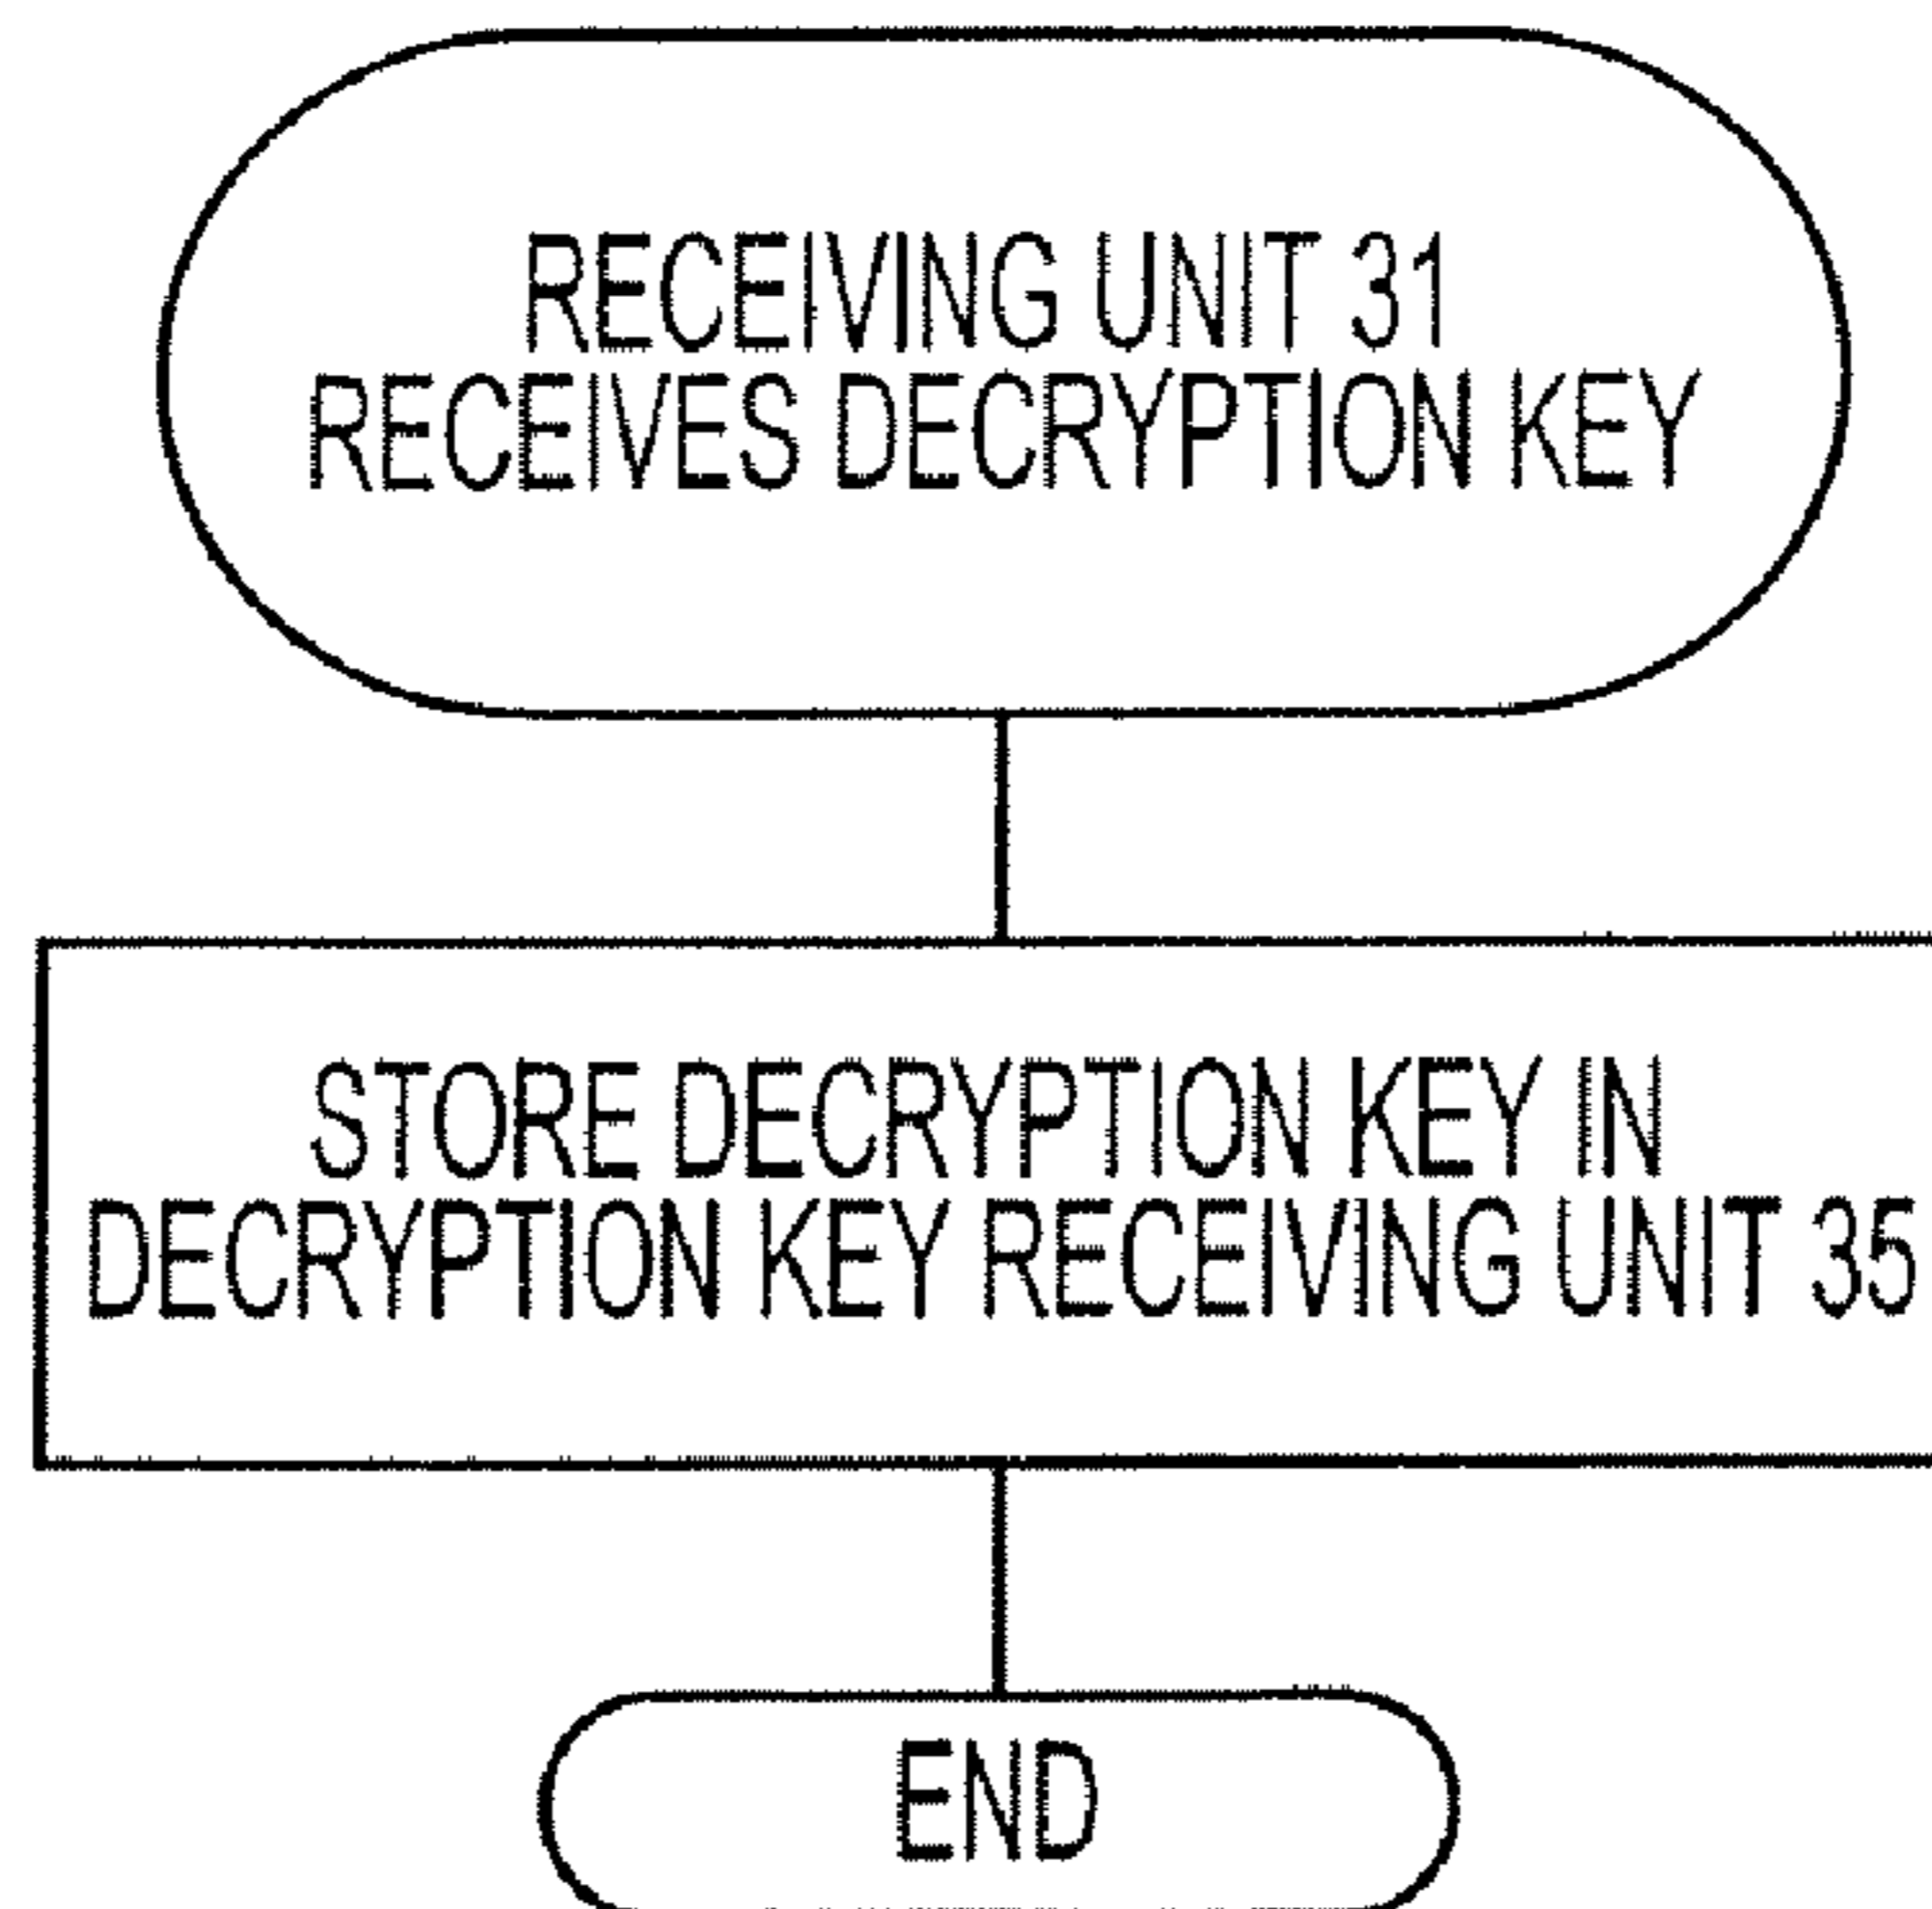 RECEIVING UNIT 31
RECEIVES DECRYPTION KEY
STORE DECRYPTION KEY IN
DECRYPTION KEY RECEIVING UNIT 35
END